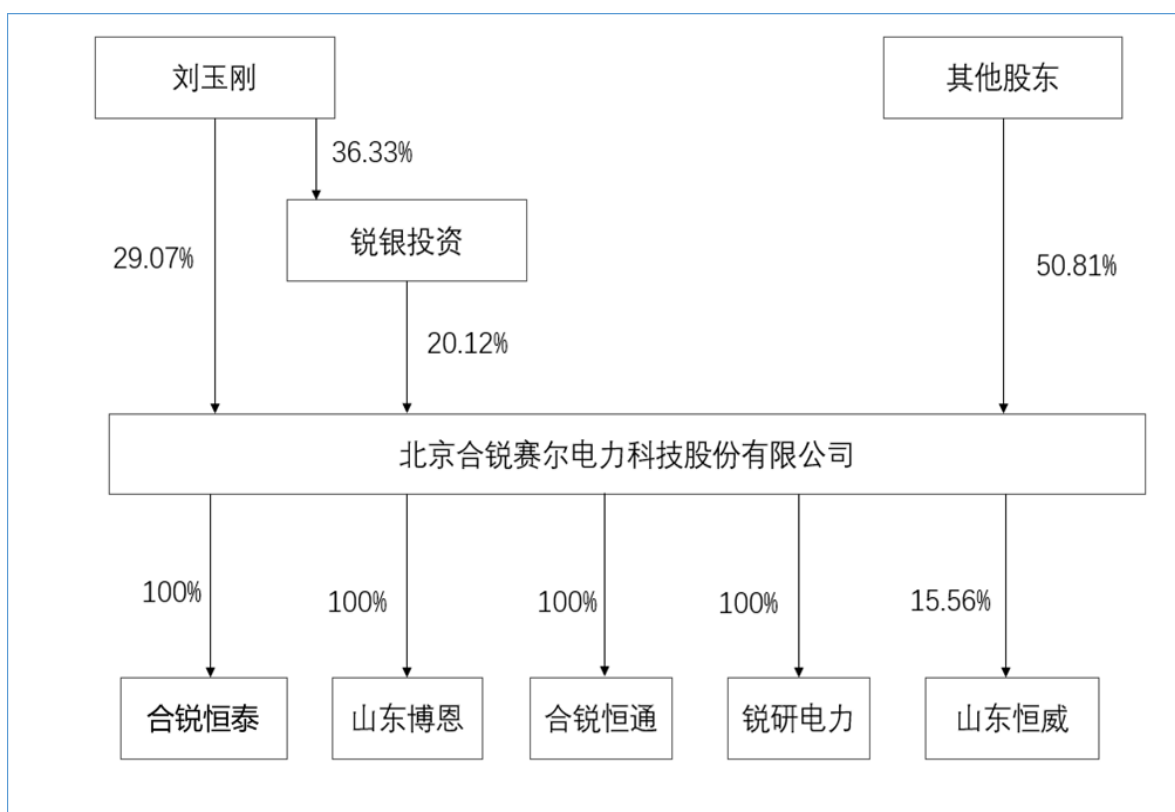 刘玉刚
其他股东
36.33%
锐银投资
29.07%
50.81%
20.12%
北京合锐赛尔电力科技股份有限公司
100%
100%
100%
100%
15.56%
合锐恒泰
山东博恩
合锐恒通
锐研电力
山东恒威